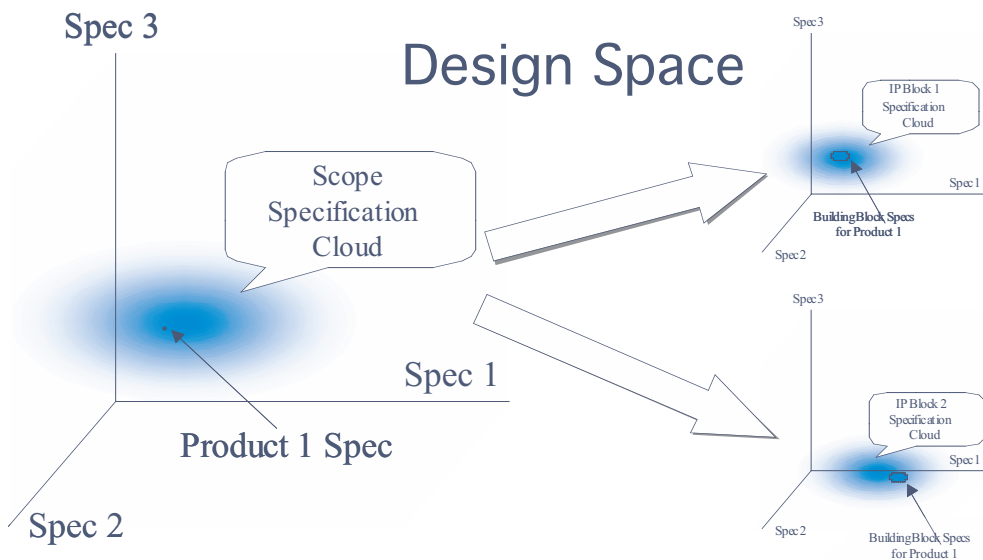 Design Space
Spec 3
Scope
Specification
Cloud
Spec 1
Product 1 Spec
Spec 2
Spec3
IP Block 1
Specification
Cloud
Spec1
BuildingBlock Specs
for Product 1
Spec2
Spec3
IP Block 2
Specification
Cloud
Spec1
Spec2
BuildingBlock Specs
for Product 1